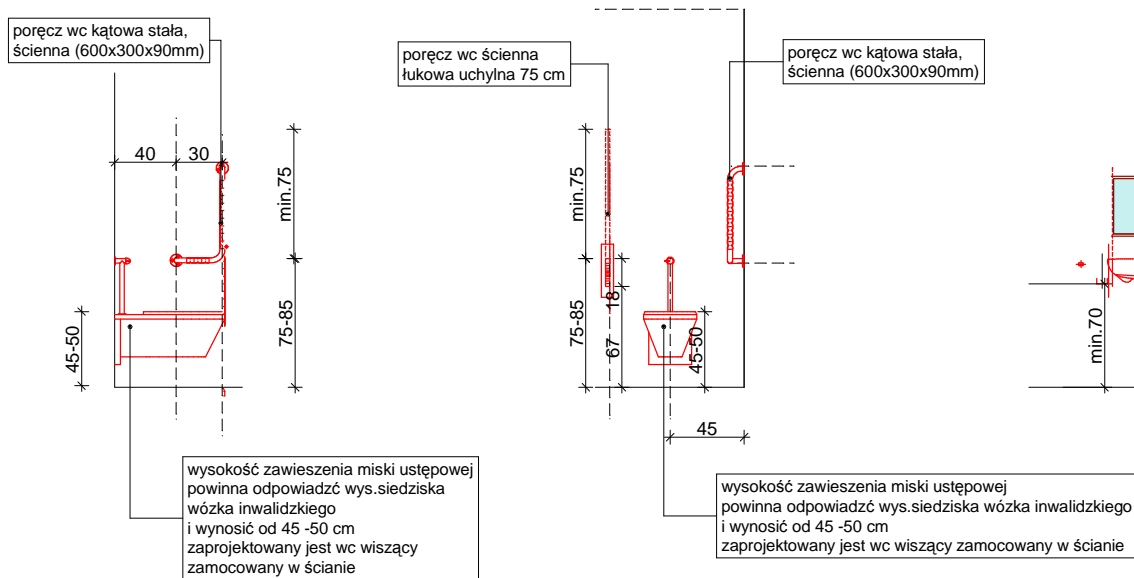 poręcz wc kątowa stała,
ścienna (600x300x90mm)
40
30
min.75
75-85
45-50
wysokość zawieszenia miski ustępowej
powinna odpowiadzć wys.siedziska
wózka inwalidzkiego
i wynosić od 45 -50 cm
zaprojektowany jest wc wiszący
zamocowany w ścianie
poręcz wc ścienna
łukowa uchylna 75 cm
poręcz wc kątowa stała,
ścienna (600x300x90mm)
min.75
75-85
18
67
45-50
45
wysokość zawieszenia miski ustępowej
powinna odpowiadzć wys.siedziska wózka inwalidzkiego
i wynosić od 45 -50 cm
zaprojektowany jest wc wiszący zamocowany w ścianie
min.70